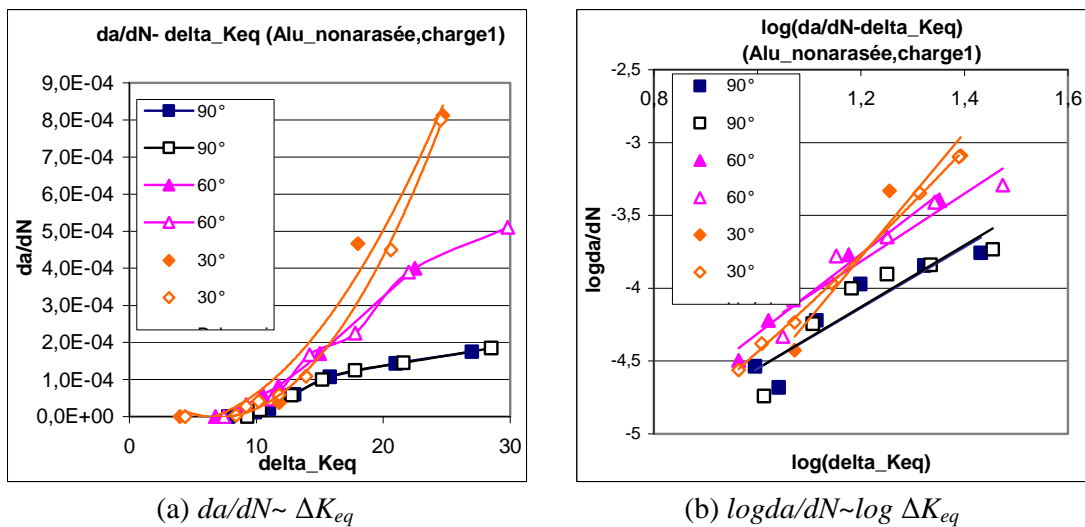 da/dN- delta_Keq (Alu_nonarasée,charge1)
9,0E-04
8,0E-04
7,0E-04
6,0E-04
5,0E-04
4,0E-04
3,0E-04
2,0E-04
1,0E-04
0,0E+00
da/dN
90°
90°
60°
60°
30°
30°
0
10
20
30
delta_Keq
(a) da/dN~ ΔKeq
log(da/dN-delta_Keq)
(Alu_nonarasée,charge1)
-2,5
-3
-3,5
-4
-4,5
-5
0,8
1
1,2
1,4
1,6
logda/dN
90°
90°
60°
60°
30°
30°
log(delta_Keq)
(b) logda/dN~log ΔKeq